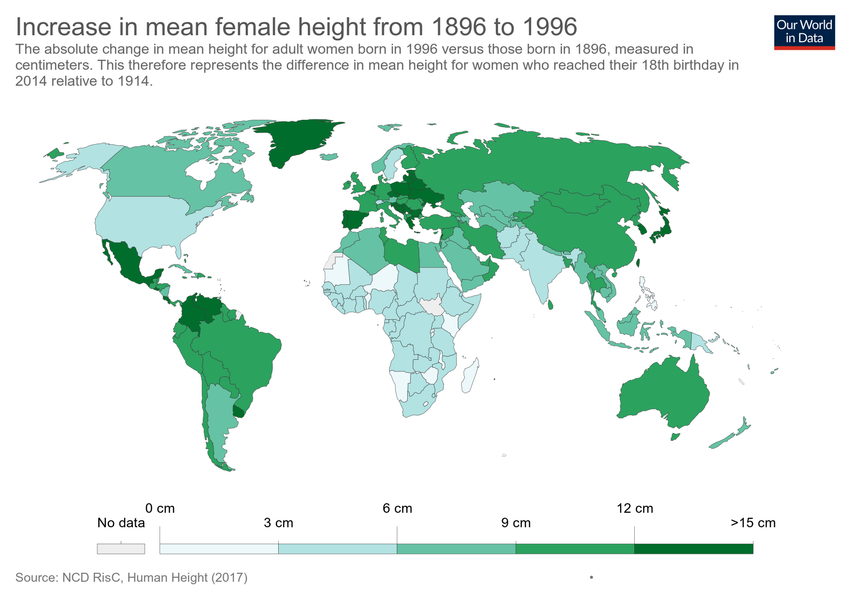 Increase in mean female height from 1896 to 1996
Our World
in Data
The absolute change in mean height for adult women born in 1996 versus those born in 1896, measured in
centimeters. This therefore represents the difference in mean height for women who reached their 18th birthday in
2014 relative to 1914.
0 cm
6 cm
12 cm
No data
3 cm
9 cm
>15 cm
Source: NCD RisC, Human Height (2017)
•